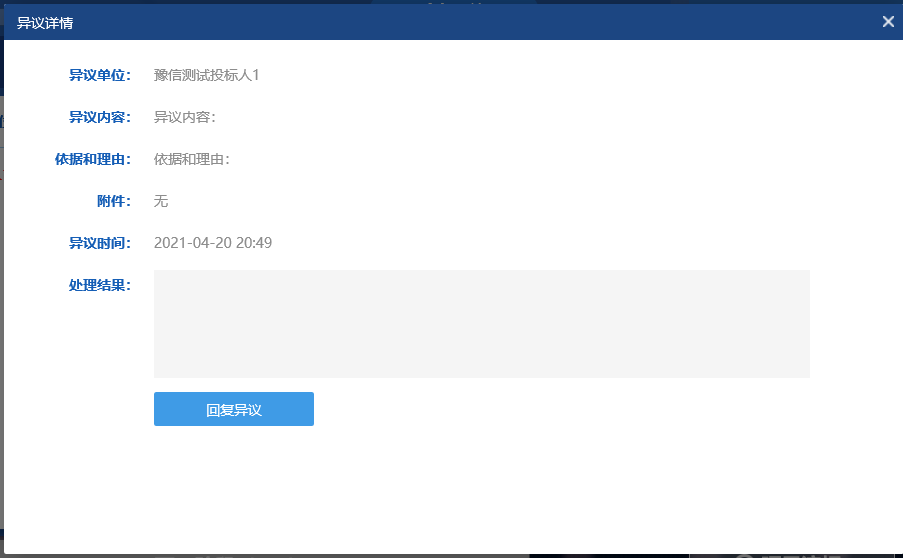 异议详情
异议单位： 豫信测试投标人1
异议内容： 异议内容：
依据和理由： 依据和理由：
附件： 无
异议时间： 2021-04-20 20:49
处理结果：
回复异议